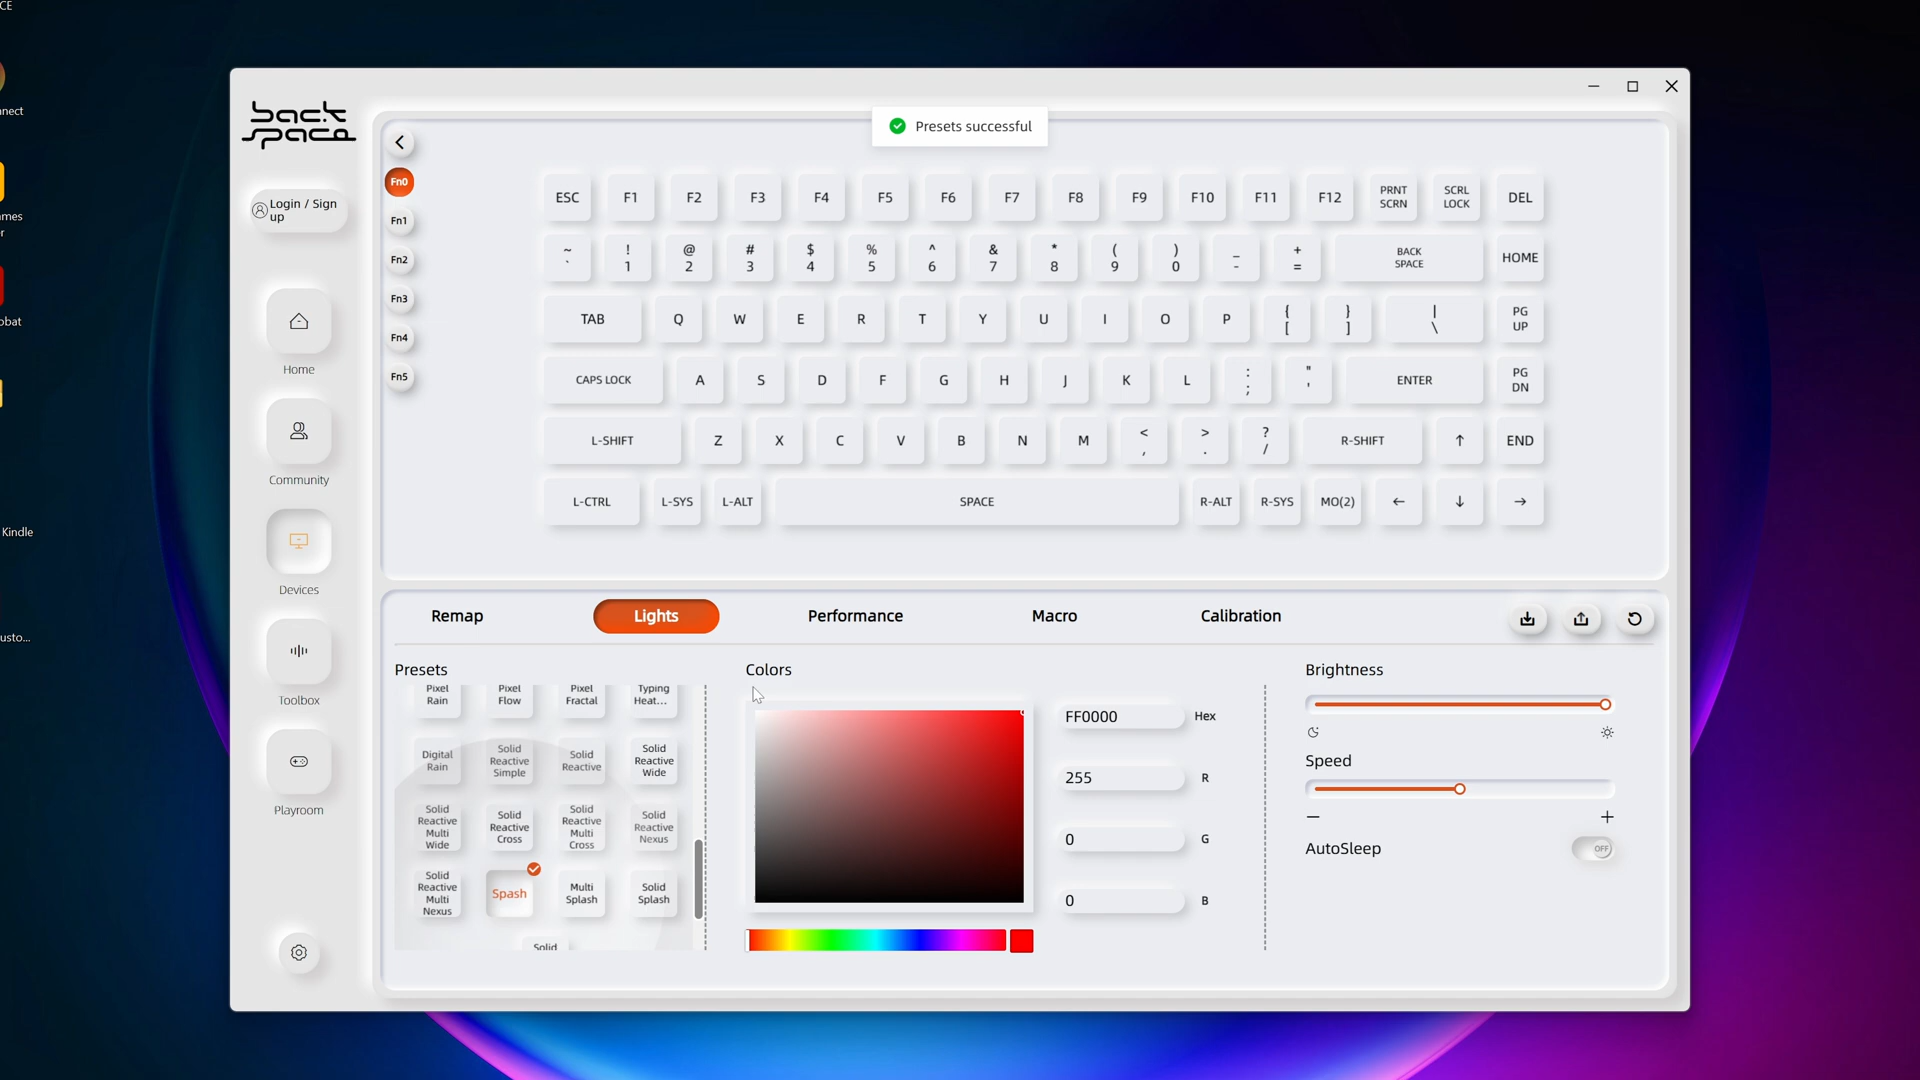 CE
nnect
mes
r
obat
Kindle
usto...
back
space
Login / Sign
up
Home
Community
Devices
Toolbox
Playroom
Presets successful
Fn0
Fn1
Fn2
Fn3
Fn4
Fn5
ESC F1 F2 F3 F4 F5 F6 F7 F8 F9 F10 F11 F12 PRNT SCRN SCRL LOCK DEL
~ ` ! 1 @ 2 # 3 $ 4 % 5 ^ 6 & 7 * 8 ( 9 ) 0 _ - + = BACK SPACE HOME
TAB Q W E R T Y U I O P { [ } ] | \ PG UP
CAPS LOCK A S D F G H J K L : ; " ' ENTER PG DN
L-SHIFT Z X C V B N M < , > . ? / R-SHIFT ↑ END
L-CTRL L-SYS L-ALT SPACE R-ALT R-SYS MO(2) ← ↓ →
Remap Lights Performance Macro Calibration
Presets
Pixel Rain Pixel Flow Pixel Fractal Typing Heat...
Digital Rain Solid Reactive Simple Solid Reactive Solid Reactive Wide
Solid Reactive Multi Wide Solid Reactive Cross Solid Reactive Multi Cross Solid Reactive Nexus
Solid Reactive Multi Nexus Spash Multi Splash Solid Splash
Solid
Colors
FF0000 Hex
255 R
0 G
0 B
Brightness
Speed
AutoSleep OFF